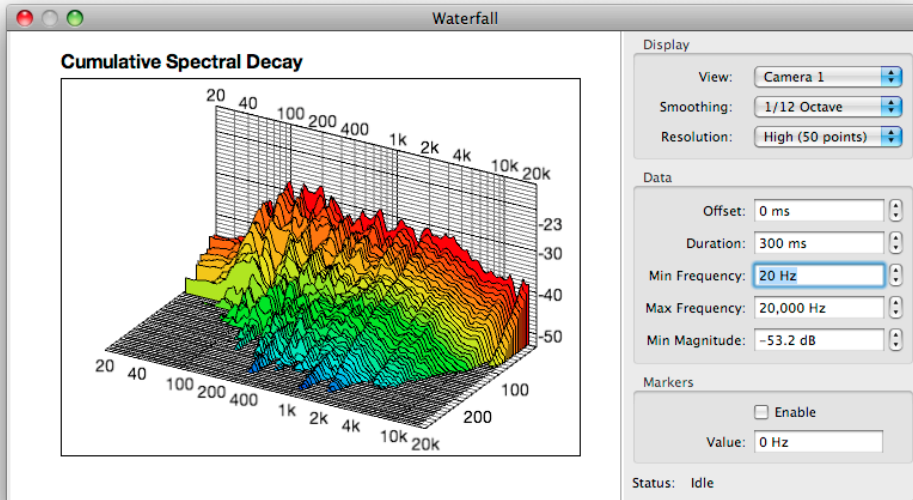 Waterfall
Cumulative Spectral Decay
20 40 100 200 400 1k 2k 4k 10k 20k
-23
-30
-40
-50
100
200
20 40 100 200 400 1k 2k 4k 10k 20k
Display
View: Camera 1
Smoothing: 1/12 Octave
Resolution: High (50 points)
Data
Offset: 0 ms
Duration: 300 ms
Min Frequency: 20 Hz
Max Frequency: 20,000 Hz
Min Magnitude: -53.2 dB
Markers
Enable
Value: 0 Hz
Status: Idle